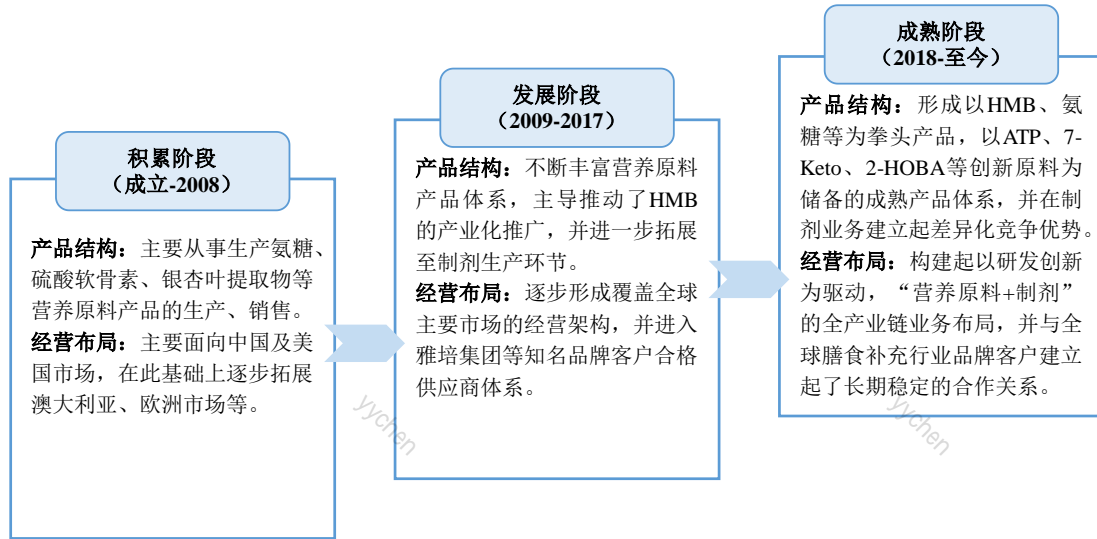 积累阶段
（成立-2008）
产品结构：主要从事生产氨糖、
硫酸软骨素、银杏叶提取物等
营养原料产品的生产、销售。
经营布局：主要面向中国及美
国市场，在此基础上逐步拓展
澳大利亚、欧洲市场等。
发展阶段
（2009-2017）
产品结构：不断丰富营养原料
产品体系，主导推动了HMB
的产业化推广，并进一步拓展
至制剂生产环节。
经营布局：逐步形成覆盖全球
主要市场的经营架构，并进入
雅培集团等知名品牌客户合格
供应商体系。
成熟阶段
（2018-至今）
产品结构：形成以HMB、氨
糖等为拳头产品，以ATP、7-
Keto、2-HOBA等创新原料为
储备的成熟产品体系，并在制
剂业务建立起差异化竞争优势。
经营布局：构建起以研发创新
为驱动，“营养原料+制剂”
的全产业链业务布局，并与全
球膳食补充行业品牌客户建立
起了长期稳定的合作关系。
yychen
yychen